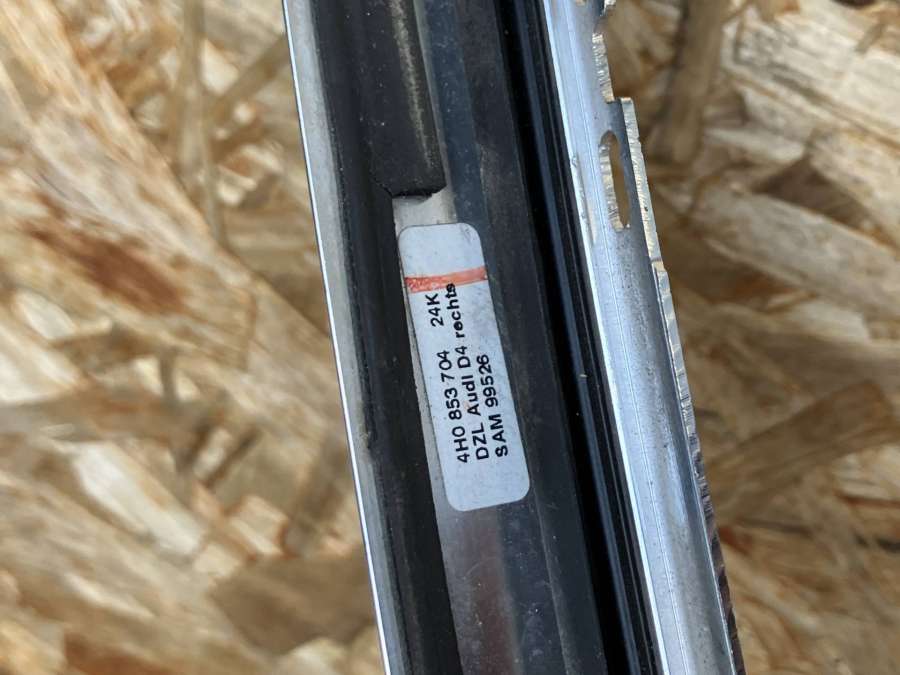 4H0 853 704 24K
DZL Audi D4 rechts
SAM 99526